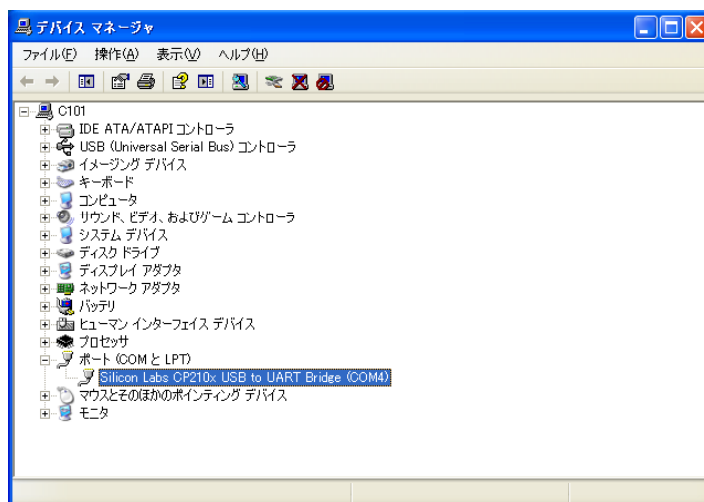 デバイス マネージャ
ファイル(F) 操作(A) 表示(V) ヘルプ(H)
C101
IDE ATA/ATAPI コントローラ
USB (Universal Serial Bus) コントローラ
イメージング デバイス
キーボード
コンピュータ
サウンド、ビデオ、およびゲーム コントローラ
システム デバイス
ディスク ドライブ
ディスプレイ アダプタ
ネットワーク アダプタ
バッテリ
ヒューマン インターフェイス デバイス
プロセッサ
ポート (COM と LPT)
Silicon Labs CP210x USB to UART Bridge (COM4)
マウスとそのほかのポインティング デバイス
モニタ